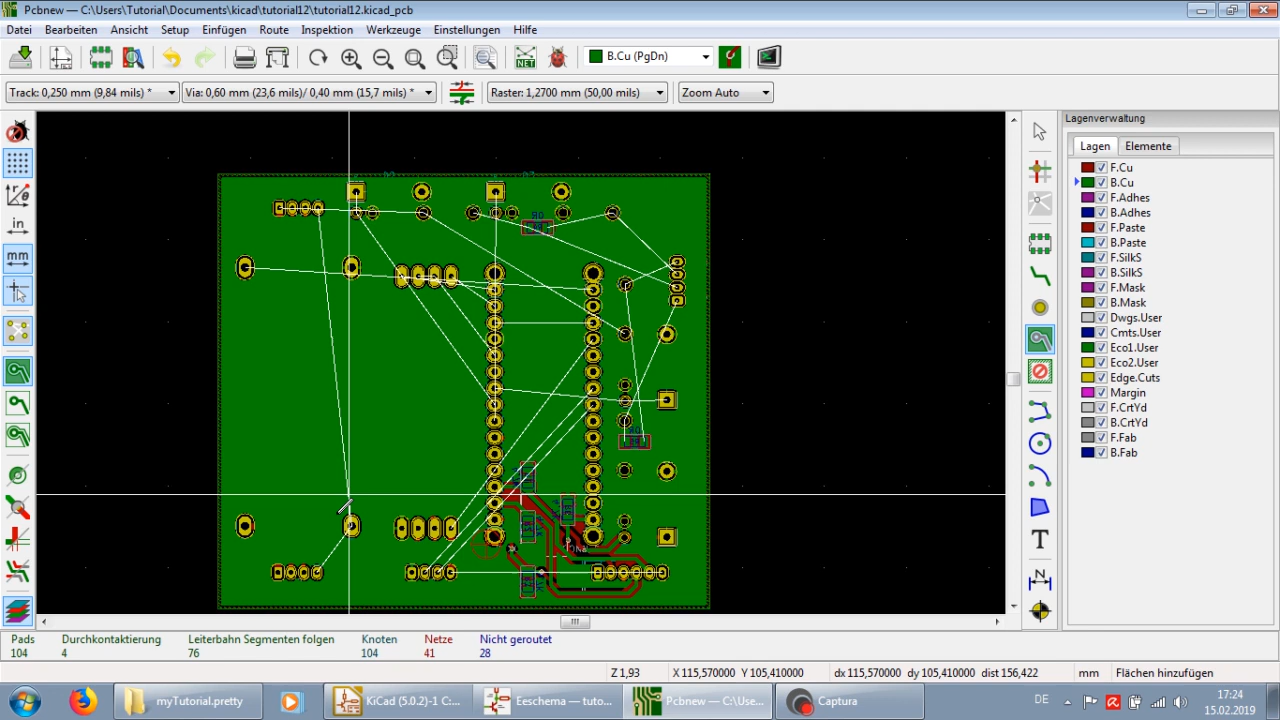 Pcbnew — C:\Users\Tutorial\Documents\kicad\tutorial12\tutorial12.kicad_pcb
Datei Bearbeiten Ansicht Setup Einfügen Route Inspektion Werkzeuge Einstellungen Hilfe
NET B.Cu (PgDn)
Track: 0,250 mm (9,84 mils) * Via: 0,60 mm (23,6 mils)/ 0,40 mm (15,7 mils) * Raster: 1,2700 mm (50,00 mils) Zoom Auto
Lagenverwaltung
Lagen Elemente
F.Cu
B.Cu
F.Adhes
B.Adhes
F.Paste
B.Paste
F.SilkS
B.SilkS
F.Mask
B.Mask
Dwgs.User
Cmts.User
Eco1.User
Eco2.User
Edge.Cuts
Margin
F.CrtYd
B.CrtYd
F.Fab
B.Fab
in
mm
T
N
Pads Durchkontaktierung Leiterbahn Segmenten folgen Knoten Netze Nicht geroutet
104 4 76 104 41 28
Z 1,93 X 115,570000 Y 105,410000 dx 115,570000 dy 105,410000 dist 156,422 mm Flächen hinzufügen
myTutorial.pretty KiCad (5.0.2)-1 C:... Eeschema — tuto... Pcbnew — C:\Use... Captura DE 17:24
15.02.2019